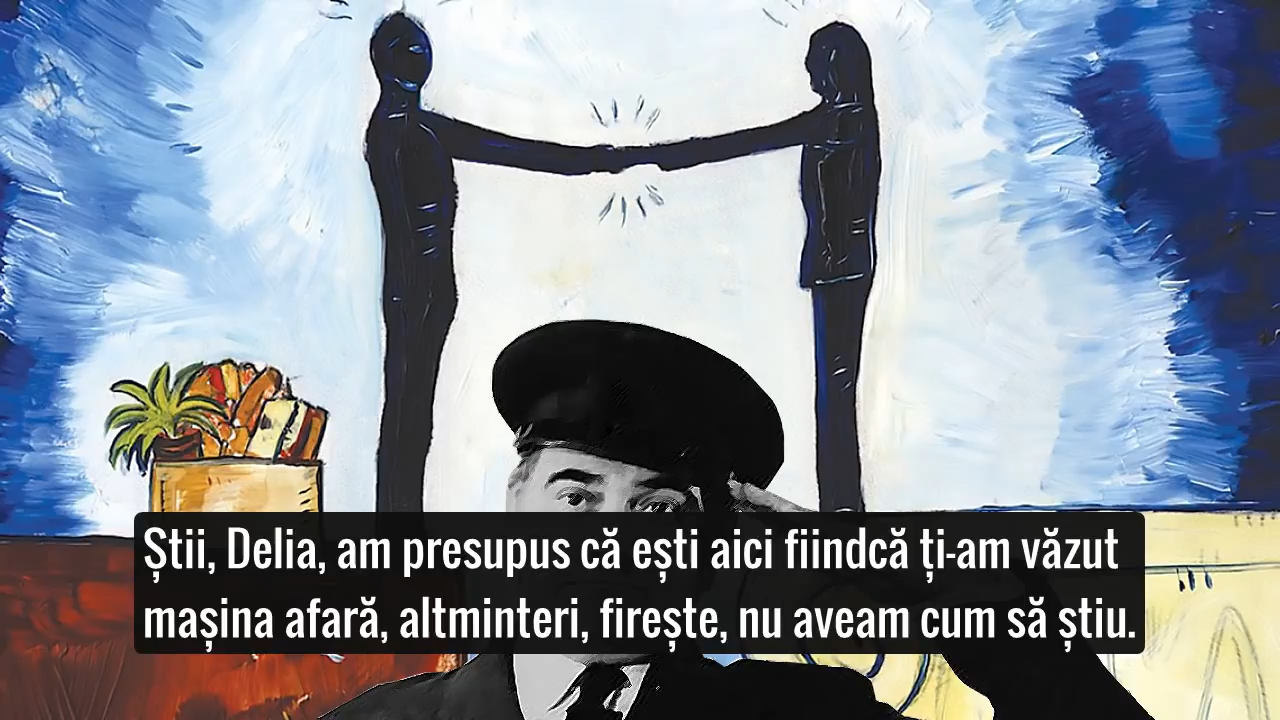 Știi, Delia, am presupus că ești aici fiindcă ți-am văzut
mașina afară, altminteri, firește, nu aveam cum să știu.